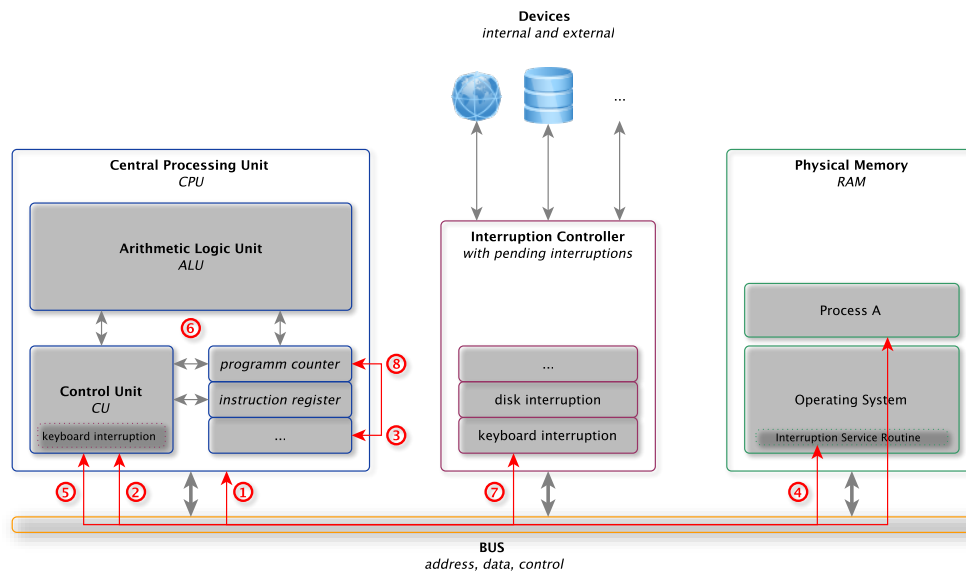 Devices
internal and external
...
Central Processing Unit
CPU
Arithmetic Logic Unit
ALU
6
Control Unit
CU
keyboard interruption
programm counter
instruction register
...
8
3
5
2
1
Interruption Controller
with pending interruptions
...
disk interruption
keyboard interruption
7
Physical Memory
RAM
Process A
Operating System
Interruption Service Routine
4
BUS
address, data, control